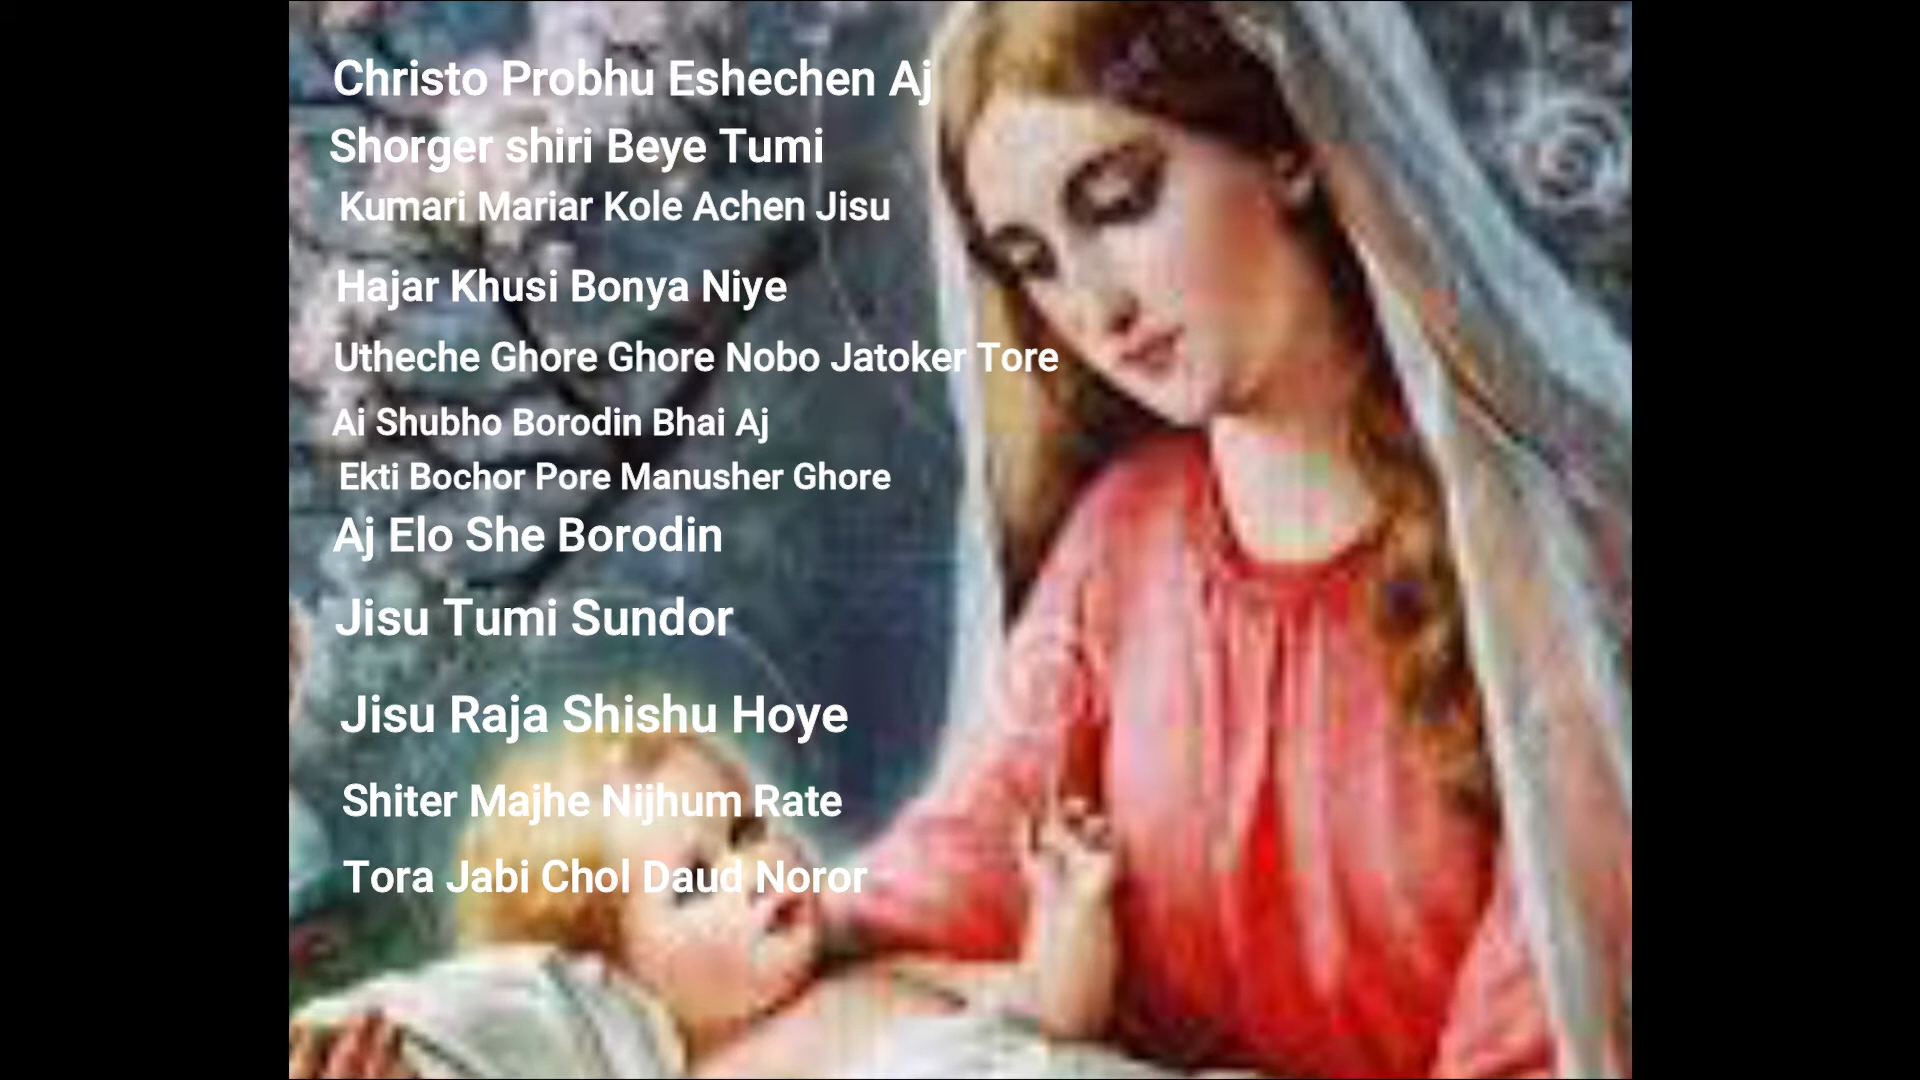 Christo Probhu Eshechen Aj
Shorger shiri Beye Tumi
Kumari Mariar Kole Achen Jisu
Hajar Khusi Bonya Niye
Utheche Ghore Ghore Nobo Jatoker Tore
Ai Shubho Borodin Bhai Aj
Ekti Bochor Pore Manusher Ghore
Aj Elo She Borodin
Jisu Tumi Sundor
Jisu Raja Shishu Hoye
Shiter Majhe Nijhum Rate
Tora Jabi Chol Daud Noror